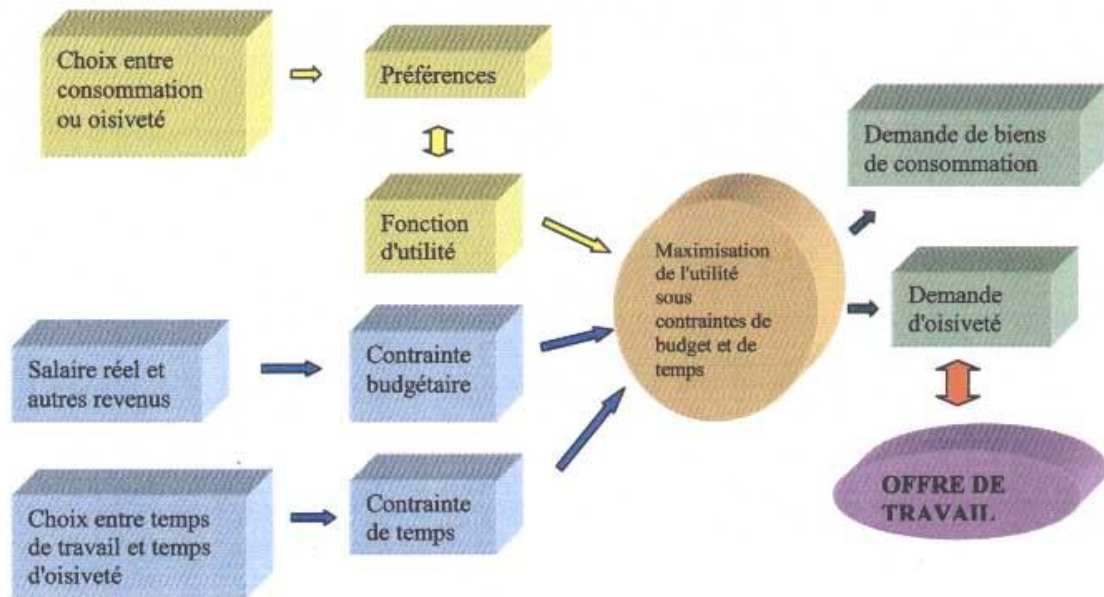 Choix entre
consommation
ou oisiveté
Préférences
Fonction
d'utilité
Salaire réel et
autres revenus
Contrainte
budgétaire
Choix entre temps
de travail et temps
d'oisiveté
Contrainte
de temps
Maximisation
de l'utilité
sous
contraintes de
budget et de
temps
Demande de biens
de consommation
Demande
d'oisiveté
OFFRE DE
TRAVAIL